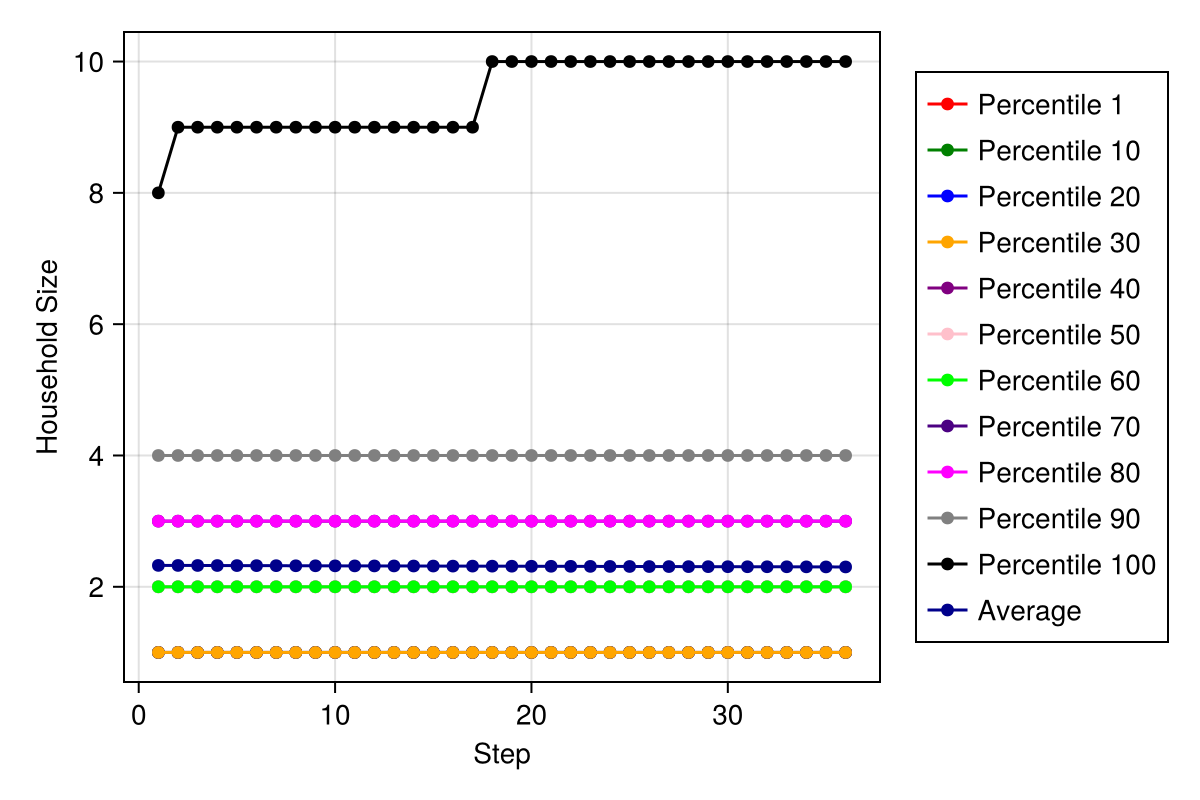 10
8
6
4
2
Household Size
0
10
20
30
Step
Percentile 1
Percentile 10
Percentile 20
Percentile 30
Percentile 40
Percentile 50
Percentile 60
Percentile 70
Percentile 80
Percentile 90
Percentile 100
Average